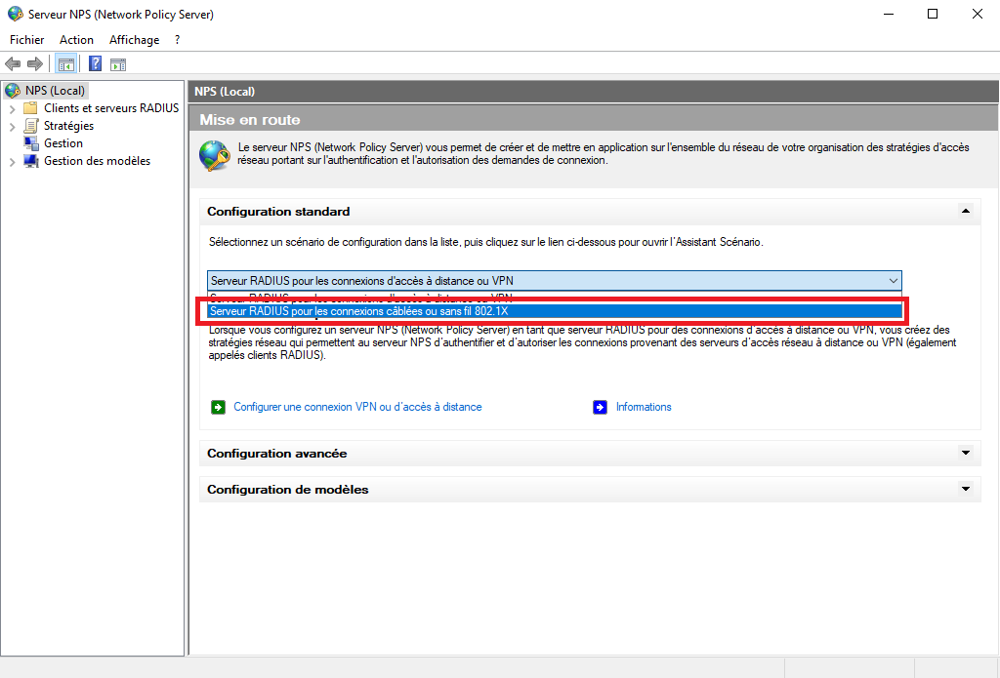 Serveur NPS (Network Policy Server)
Fichier Action Affichage ?
NPS (Local)
Clients et serveurs RADIUS
Stratégies
Gestion
Gestion des modèles
NPS (Local)
Mise en route
Le serveur NPS (Network Policy Server) vous permet de créer et de mettre en application sur l'ensemble du réseau de votre organisation des stratégies d'accès
réseau portant sur l'authentification et l'autorisation des demandes de connexion.
Configuration standard
Sélectionnez un scénario de configuration dans la liste, puis cliquez sur le lien ci-dessous pour ouvrir l'Assistant Scénario.
Serveur RADIUS pour les connexions d'accès à distance ou VPN
Serveur RADIUS pour les connexions d'accès à distance ou VPN
Serveur RADIUS pour les connexions câblées ou sans fil 802.1X
Lorsque vous configurez un serveur NPS (Network Policy Server) en tant que serveur RADIUS pour des connexions d'accès à distance ou VPN, vous créez des
stratégies réseau qui permettent au serveur NPS d'authentifier et d'autoriser les connexions provenant des serveurs d'accès réseau à distance ou VPN (également
appelés clients RADIUS).
Configurer une connexion VPN ou d'accès à distance
Informations
Configuration avancée
Configuration de modèles